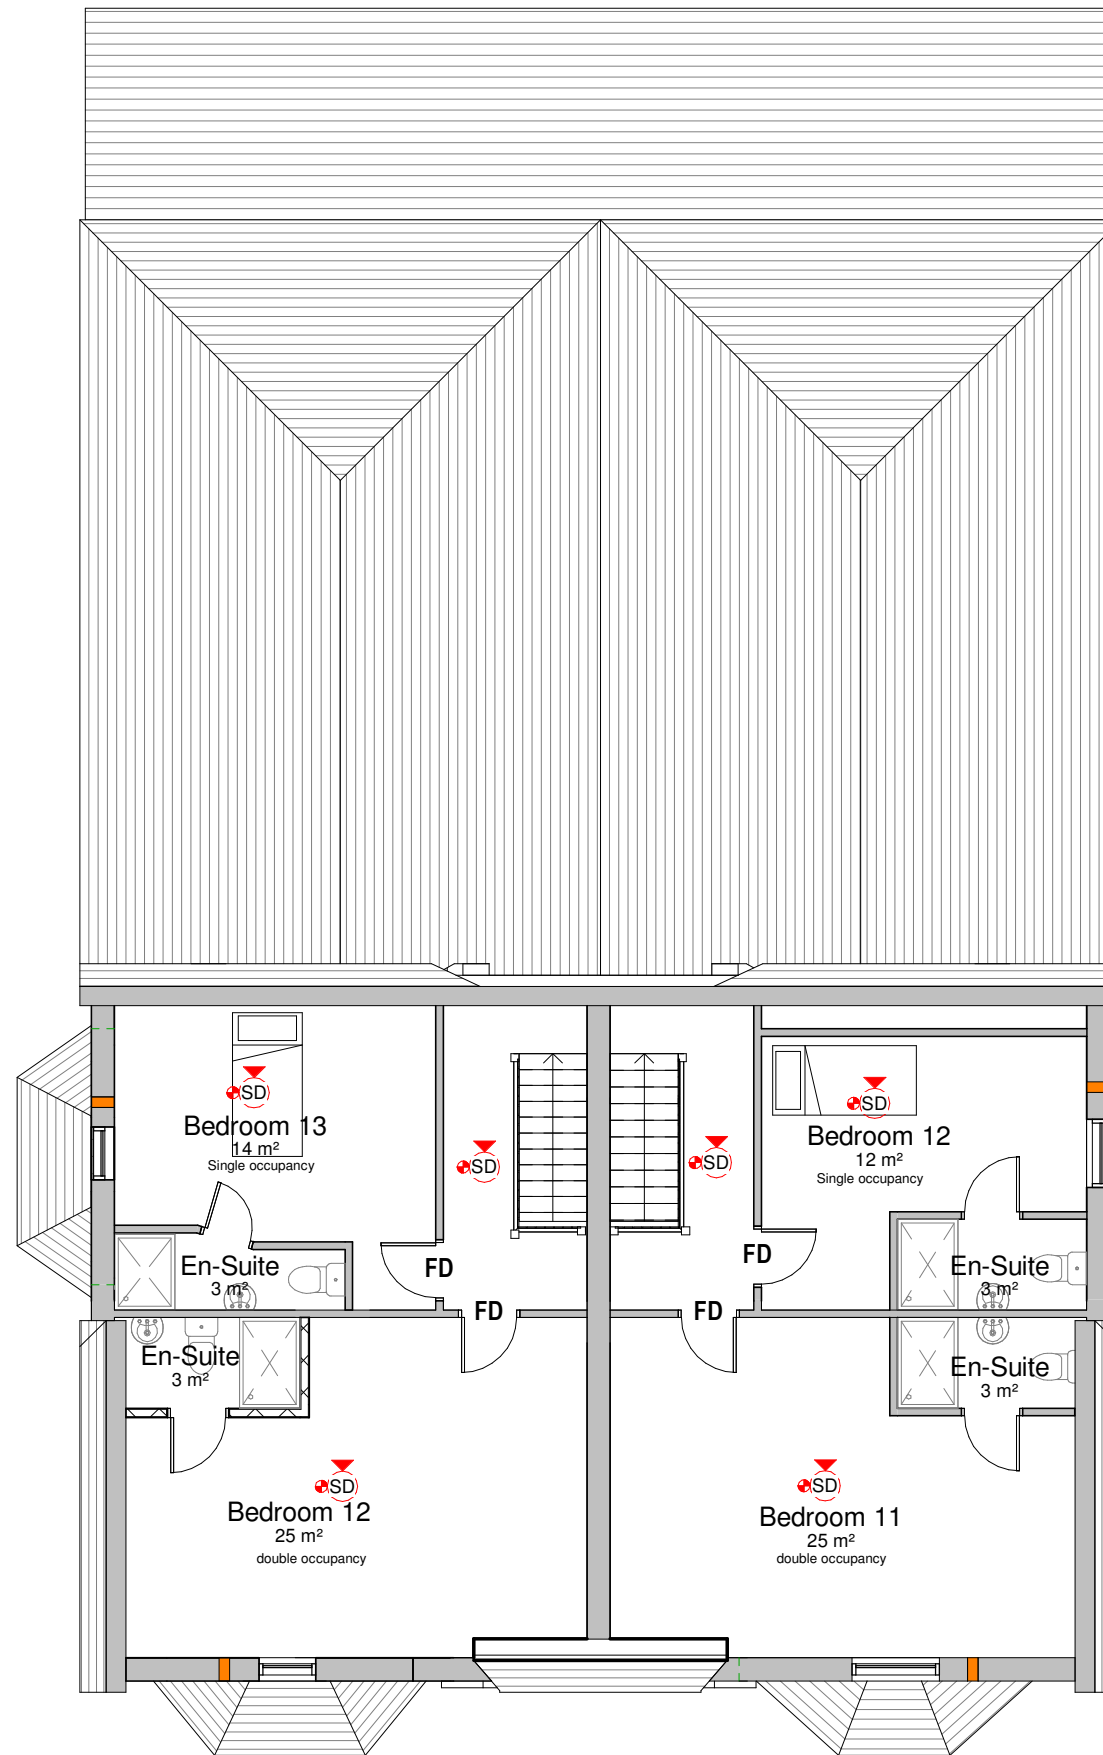 SD
Bedroom 13
14 m²
Single occupancy
SD
SD
SD
Bedroom 12
12 m²
Single occupancy
En-Suite
3 m²
FD
FD
FD
FD
En-Suite
3 m²
En-Suite
3 m²
En-Suite
3 m²
SD
Bedroom 12
25 m²
double occupancy
SD
Bedroom 11
25 m²
double occupancy